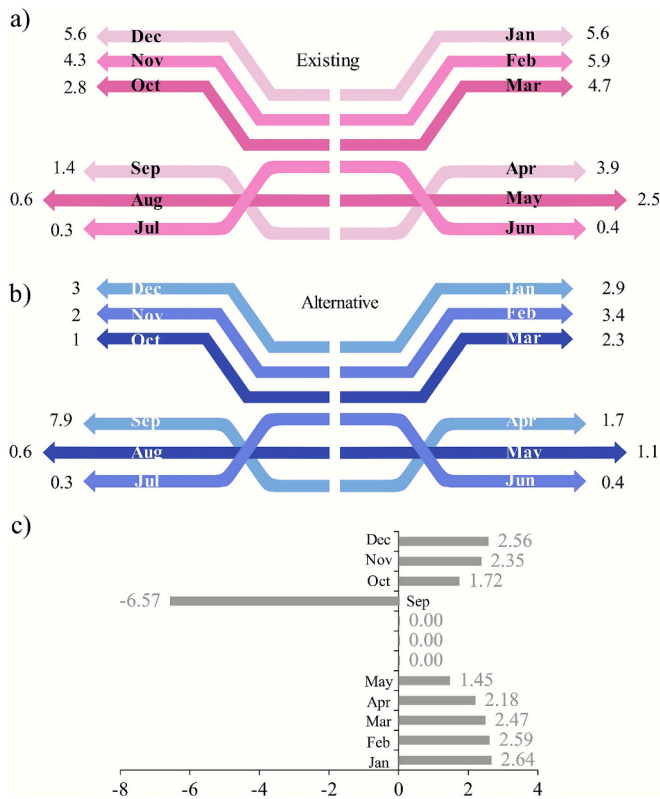 a)
5.6 Dec Existing Jan 5.6
4.3 Nov Feb 5.9
2.8 Oct Mar 4.7
1.4 Sep Apr 3.9
0.6 Aug May 2.5
0.3 Jul Jun 0.4
b)
3 Dec Alternative Jan 2.9
2 Nov Feb 3.4
1 Oct Mar 2.3
7.9 Sep Apr 1.7
0.6 Aug May 1.1
0.3 Jul Jun 0.4
c)
Dec 2.56
Nov 2.35
Oct 1.72
-6.57 Sep
0.00
0.00
0.00
May 1.45
Apr 2.18
Mar 2.47
Feb 2.59
Jan 2.64
-8 -6 -4 -2 0 2 4